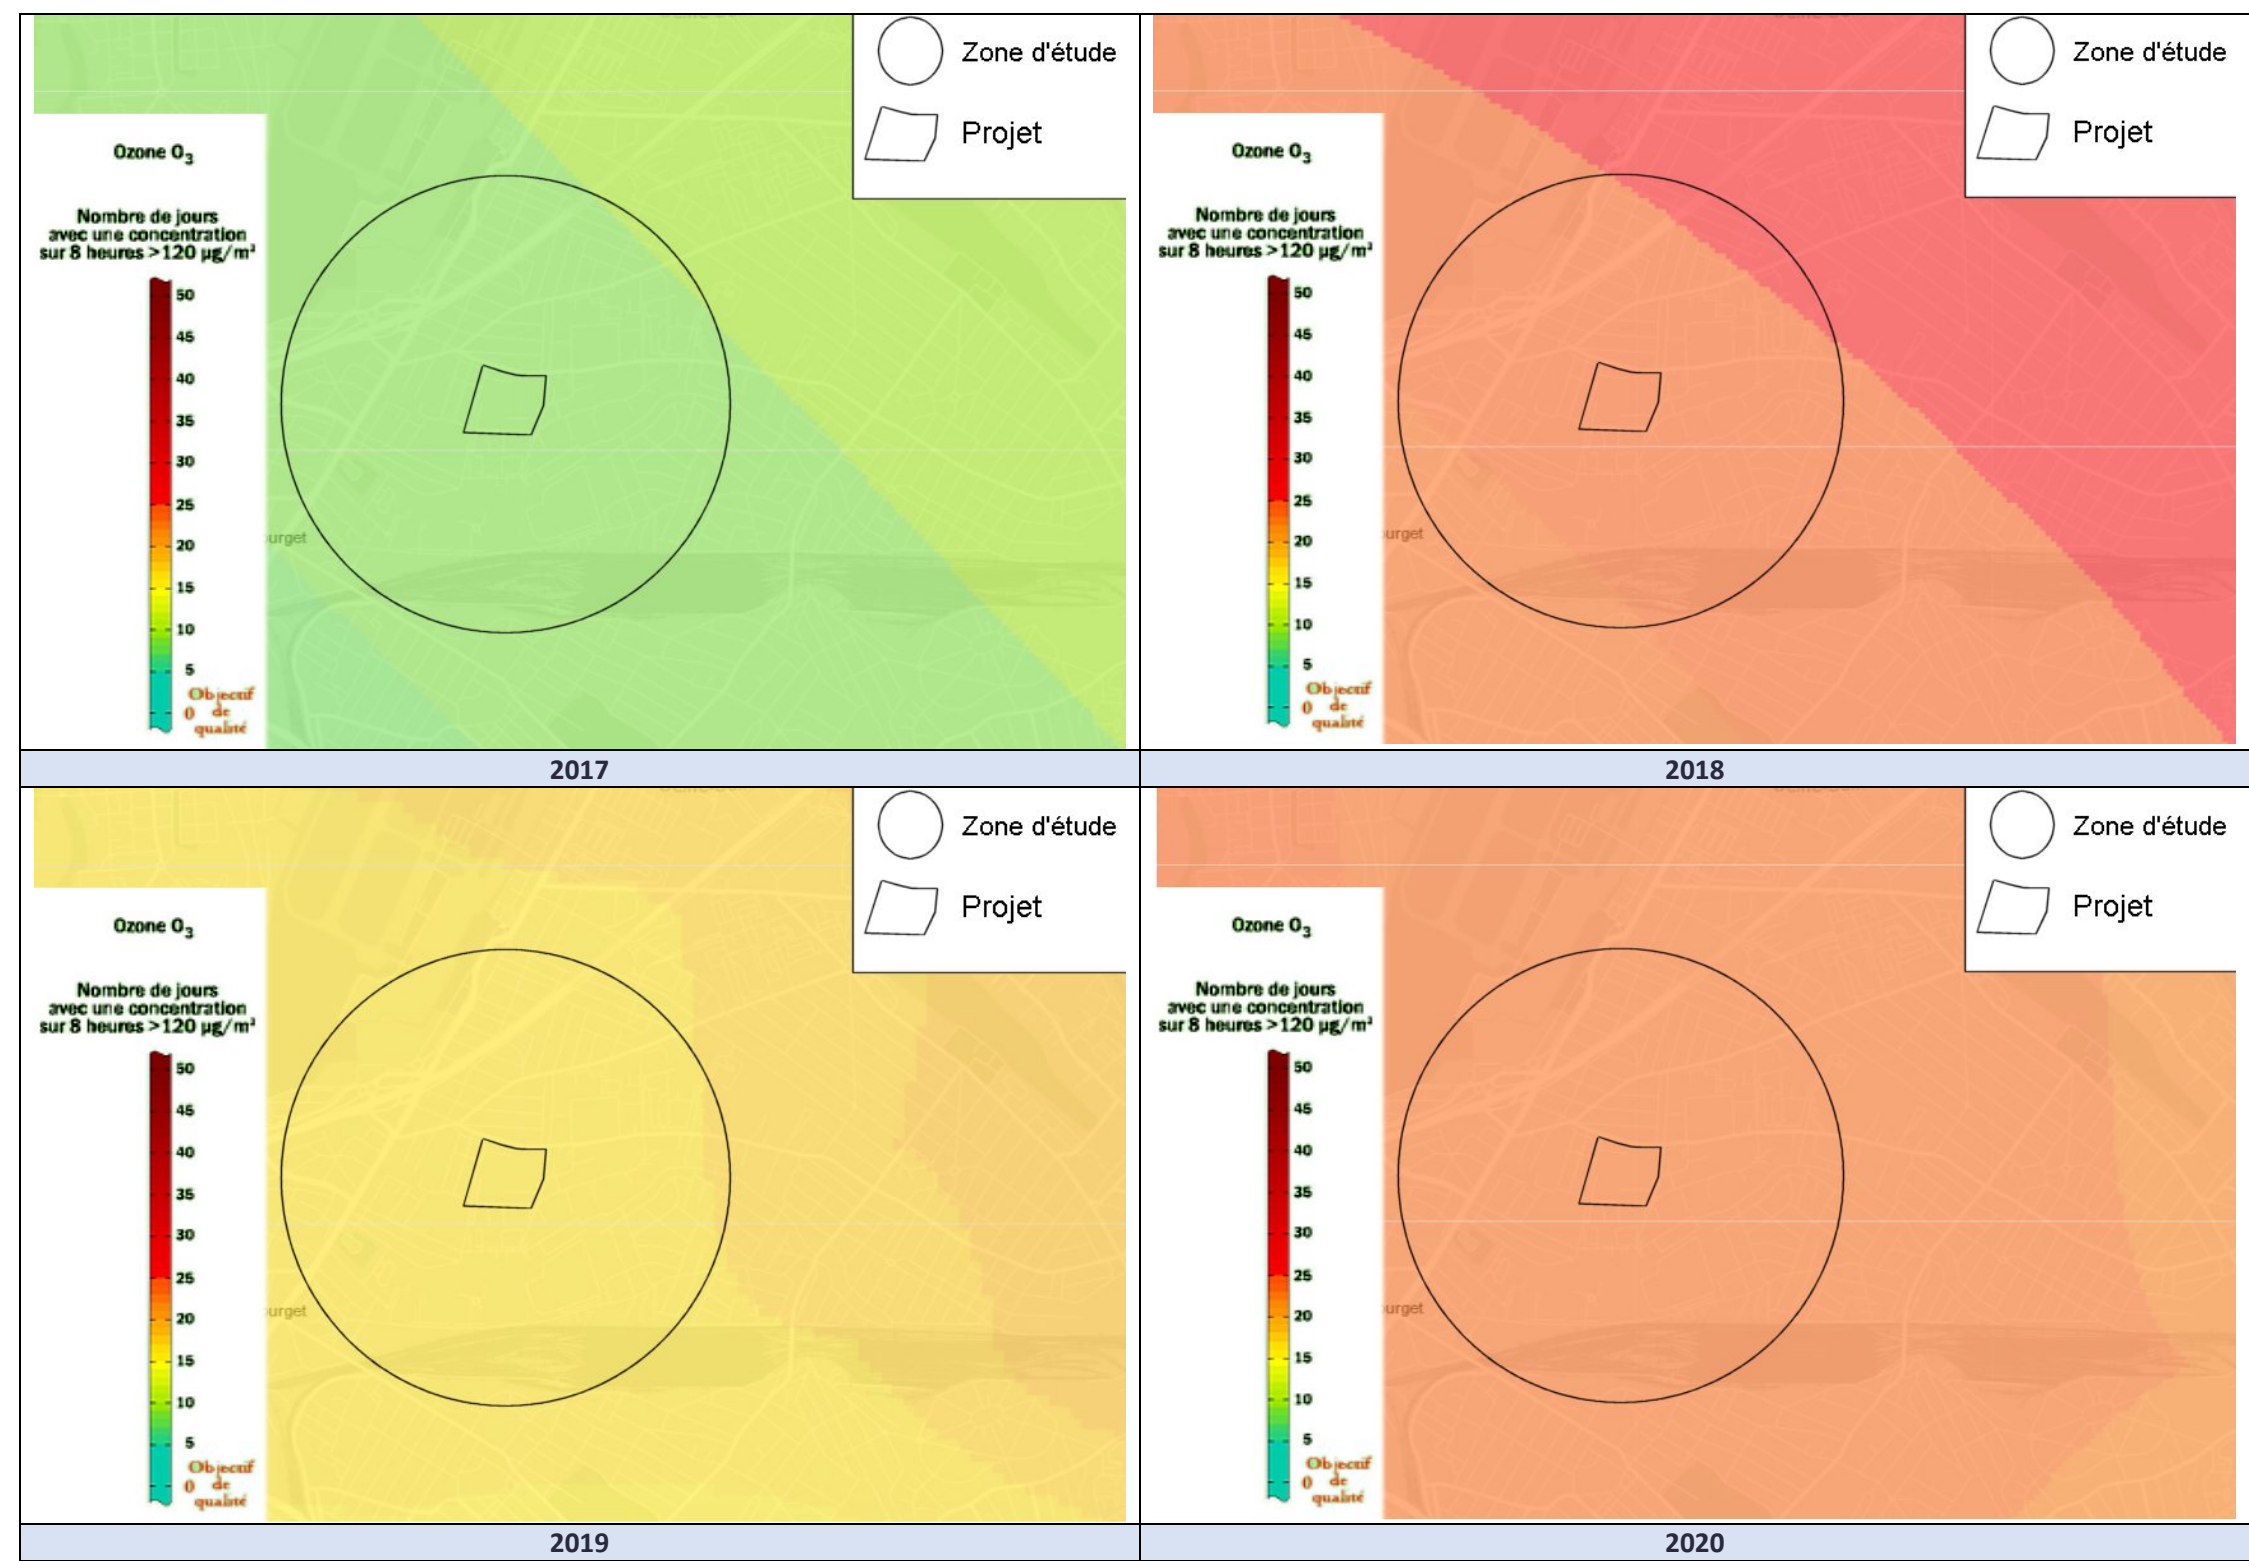 Zone d'étude
Projet
Ozone O3
Nombre de jours
avec une concentration
sur 8 heures >120 µg/m³
50
45
40
35
30
25
20
15
10
5
Objectif
0 de
qualité
urget
2017
Zone d'étude
Projet
Ozone O3
Nombre de jours
avec une concentration
sur 8 heures >120 µg/m³
50
45
40
35
30
25
20
15
10
5
Objectif
0 de
qualité
urget
2018
Zone d'étude
Projet
Ozone O3
Nombre de jours
avec une concentration
sur 8 heures >120 µg/m³
50
45
40
35
30
25
20
15
10
5
Objectif
0 de
qualité
urget
2019
Zone d'étude
Projet
Ozone O3
Nombre de jours
avec une concentration
sur 8 heures >120 µg/m³
50
45
40
35
30
25
20
15
10
5
Objectif
0 de
qualité
urget
2020